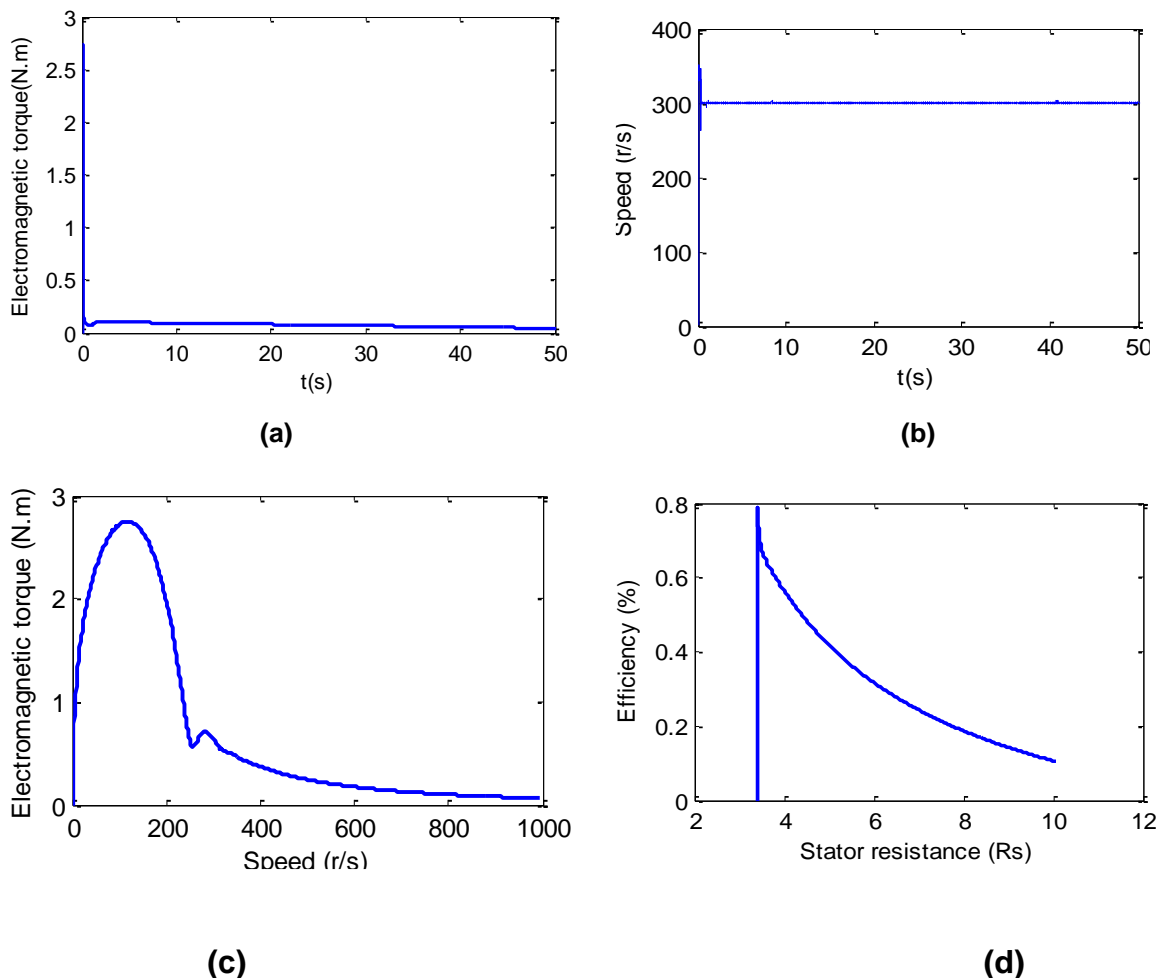 3
2.5
2
1.5
1
0.5
0
0 10 20 30 40 50
Electromagnetic torque(N.m)
t(s)
(a)
400
300
200
100
0
0 10 20 30 40 50
Speed (r/s)
t(s)
(b)
3
2
1
0
0 200 400 600 800 1000
Electromagnetic torque (N.m)
Speed (r/s)
(c)
0.8
0.6
0.4
0.2
0
2 4 6 8 10 12
Efficiency (%)
Stator resistance (Rs)
(d)